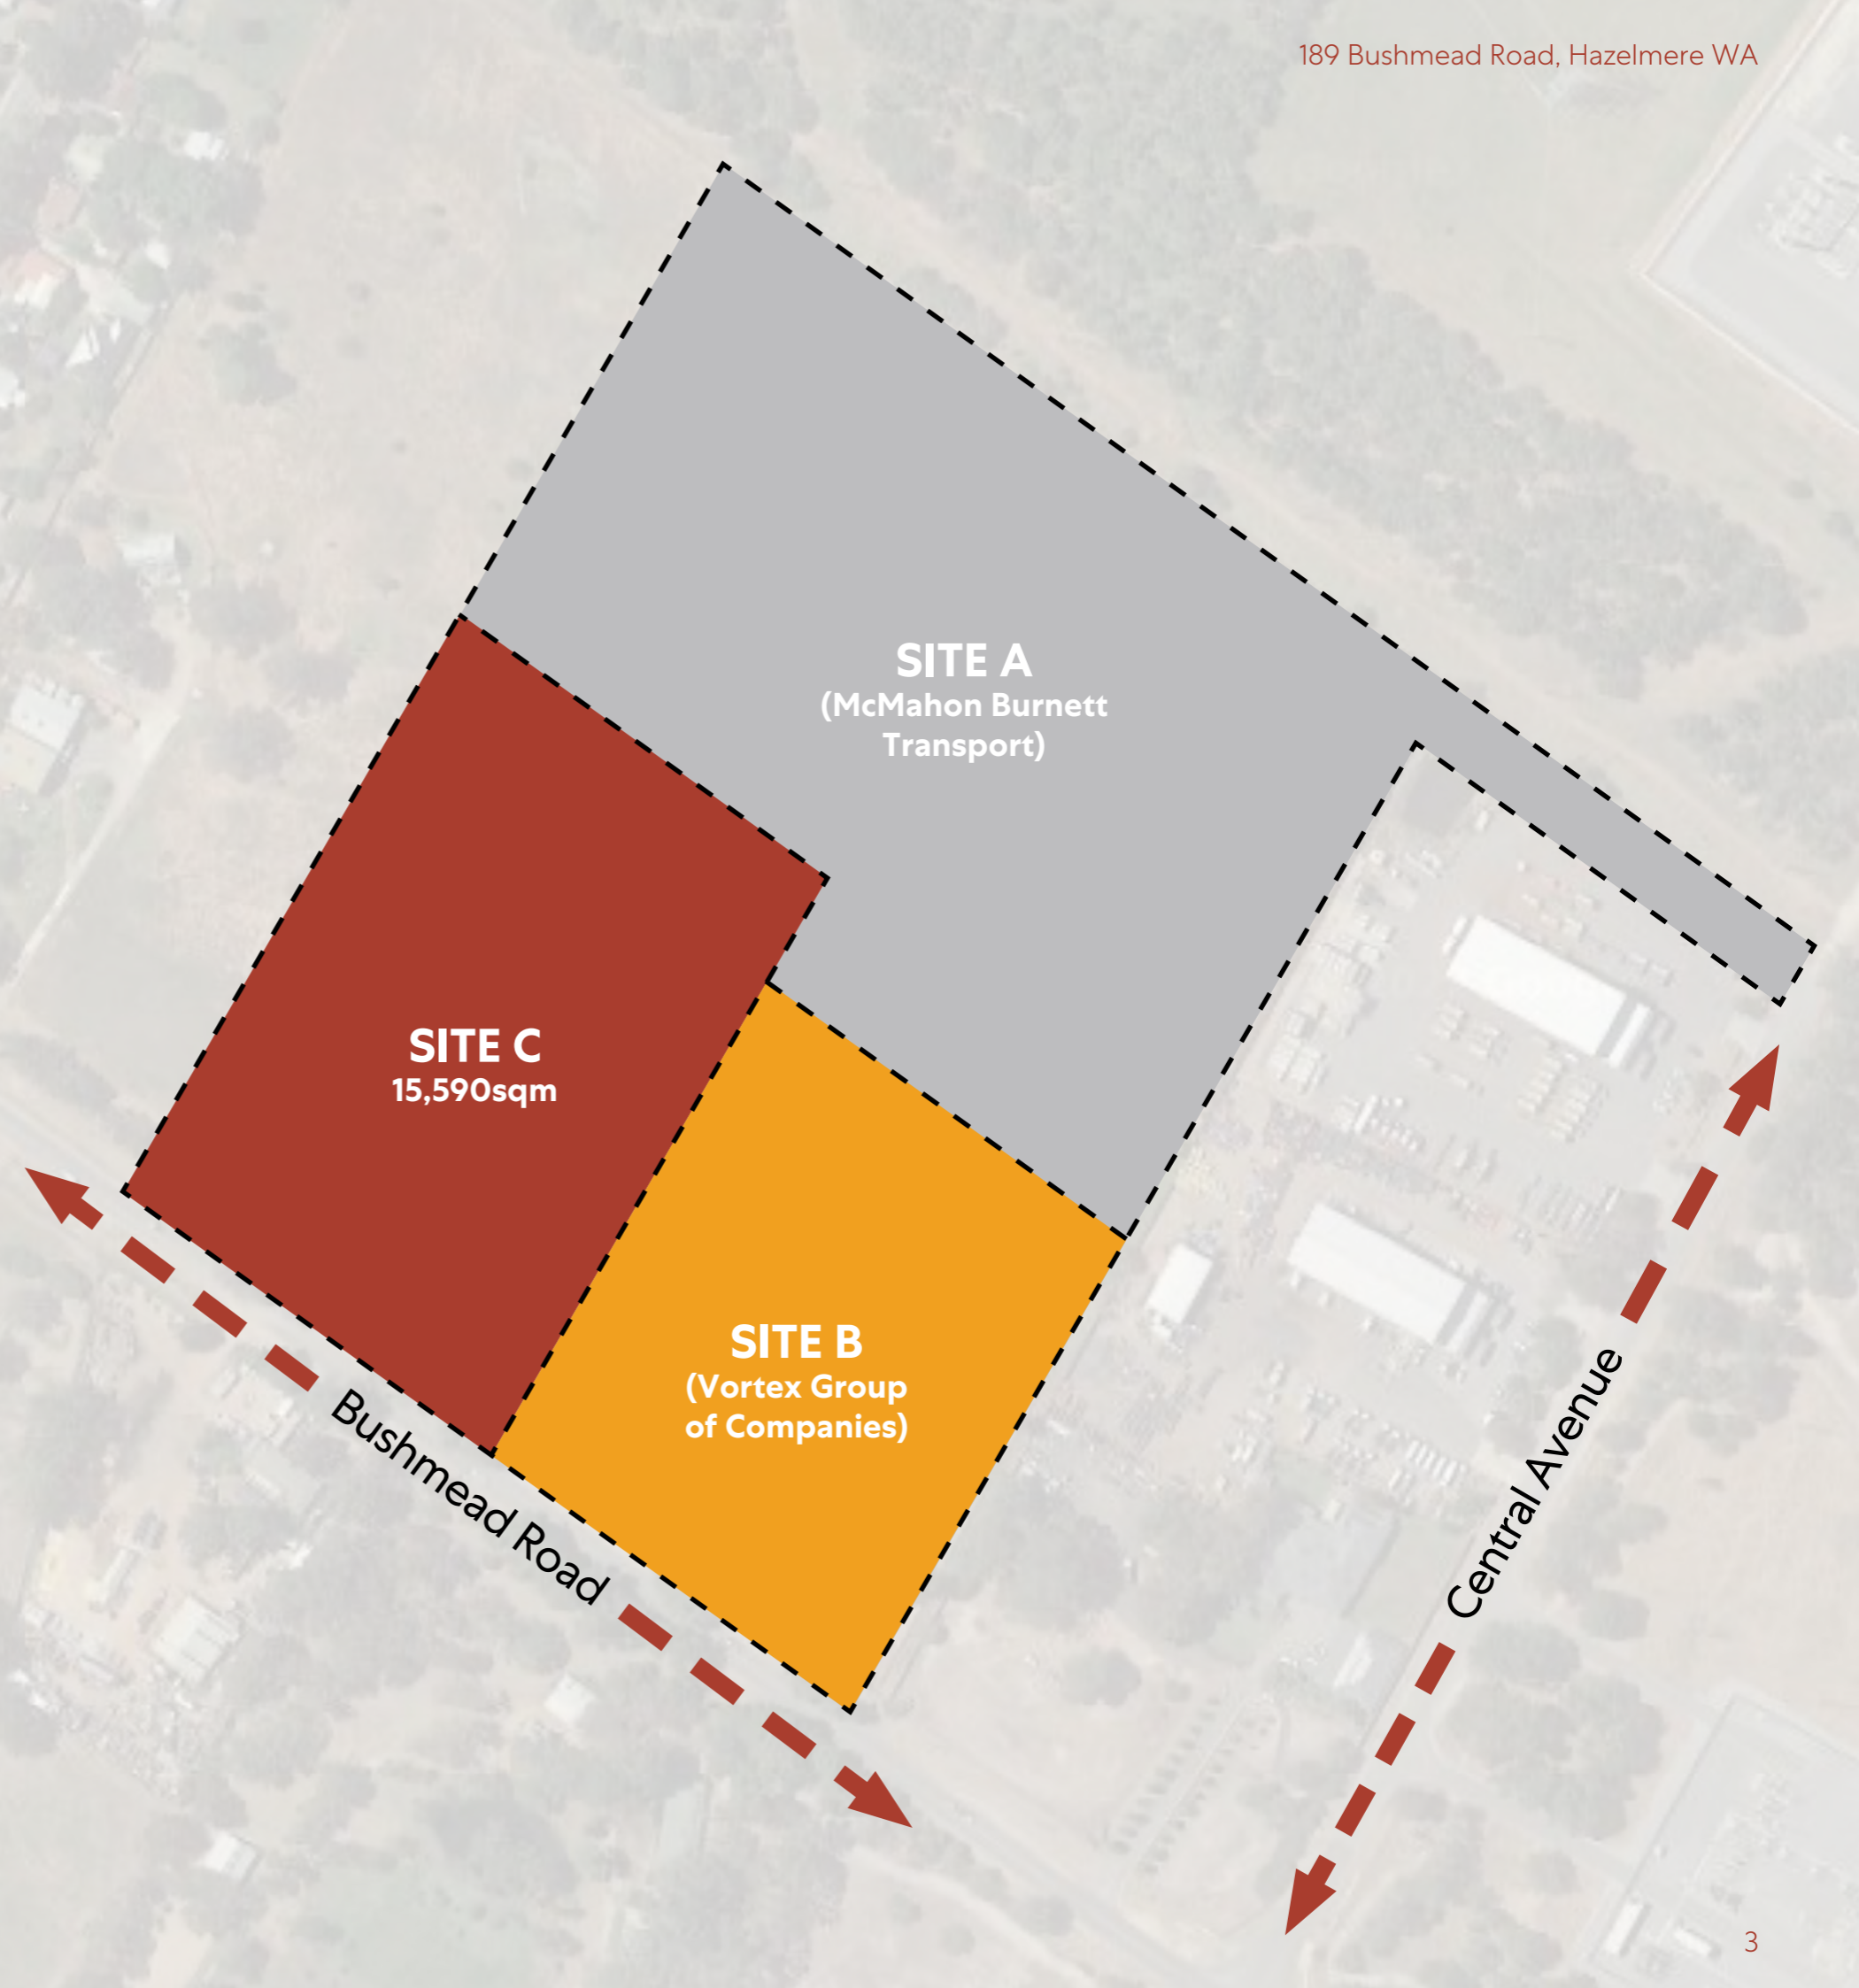 189 Bushmead Road, Hazelmere WA
SITE A
(McMahon Burnett
Transport)
SITE C
15,590sqm
SITE B
(Vortex Group
of Companies)
Bushmead Road
Central Avenue
3